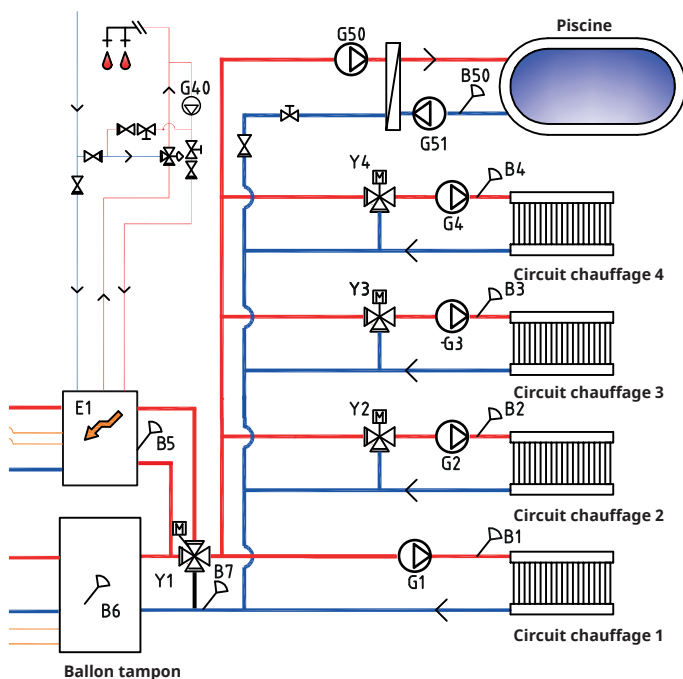 Piscine
G50
B50
G40
G51
Y4
B4
G4
Circuit chauffage 4
Y3
M
B3
G3
Circuit chauffage 3
Y2
M
B2
G2
Circuit chauffage 2
E1
B5
M
Y1
B7
B1
G1
B6
Circuit chauffage 1
Ballon tampon
M